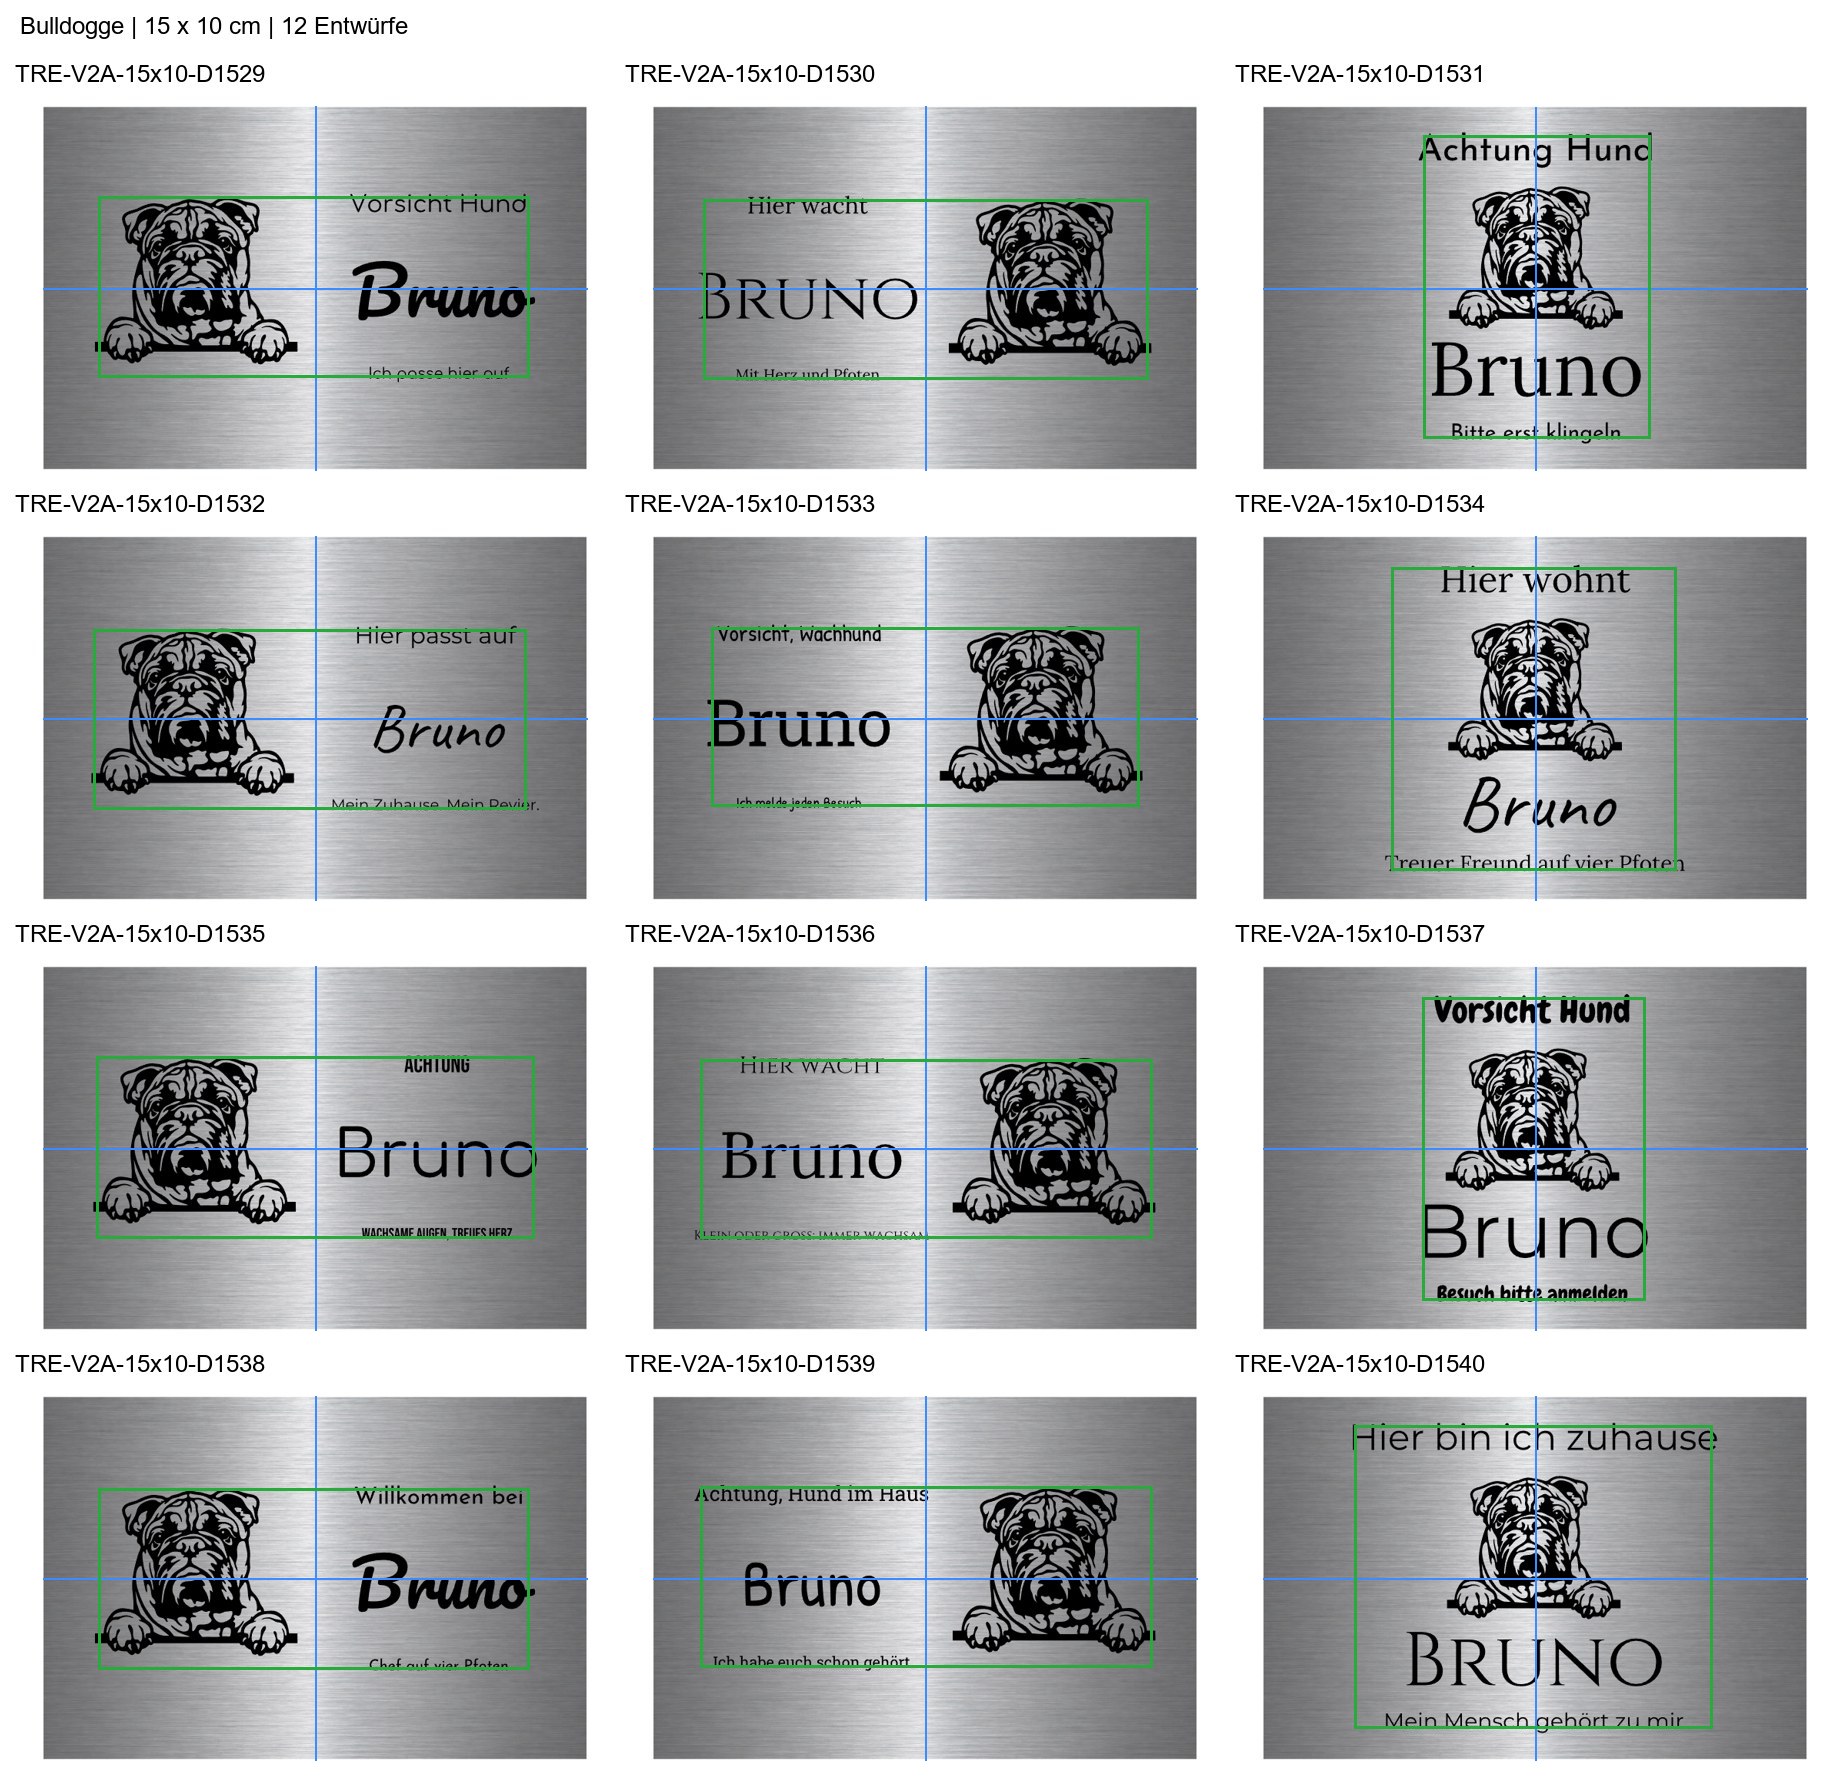 Bulldogge | 15 x 10 cm | 12 Entwürfe
TRE-V2A-15x10-D1529
Vorsicht Hund
Bruno
Ich passe hier auf
TRE-V2A-15x10-D1530
Hier wacht
BRUNO
Mit Herz und Pfoten
TRE-V2A-15x10-D1531
Achtung Hund
Bruno
Bitte erst klingeln
TRE-V2A-15x10-D1532
Hier passt auf
Bruno
Mein Zuhause. Mein Revier.
TRE-V2A-15x10-D1533
Vorsicht, Wachhund
Bruno
Ich melde jeden Besuch
TRE-V2A-15x10-D1534
Hier wohnt
Bruno
Treuer Freund auf vier Pfoten
TRE-V2A-15x10-D1535
ACHTUNG
Bruno
WACHSAME AUGEN, TREUES HERZ
TRE-V2A-15x10-D1536
HIER WACHT
Bruno
KLEIN ODER GROSS: IMMER WACHSAM
TRE-V2A-15x10-D1537
Vorsicht Hund
Bruno
Besuch bitte anmelden
TRE-V2A-15x10-D1538
Willkommen bei
Bruno
Chef auf vier Pfoten
TRE-V2A-15x10-D1539
Achtung, Hund im Haus
Bruno
Ich habe euch schon gehört
TRE-V2A-15x10-D1540
Hier bin ich zuhause
BRUNO
Mein Mensch gehört zu mir